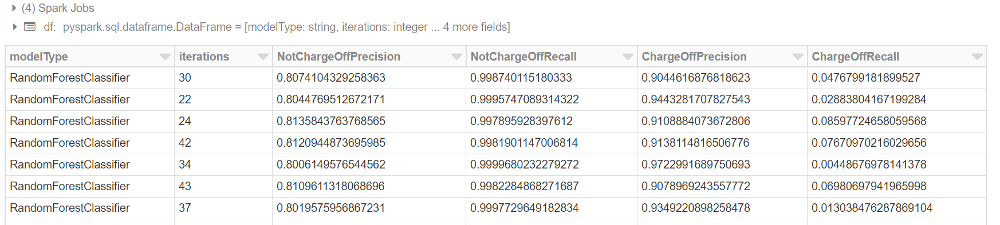 (4) Spark Jobs
df: pyspark.sql.dataframe.DataFrame = [modelType: string, iterations: integer ... 4 more fields]
modelType iterations NotChargeOffPrecision NotChargeOffRecall ChargeOffPrecision ChargeOffRecall
RandomForestClassifier 30 0.8074104329258363 0.998740115180333 0.9044616876818623 0.0476799181899527
RandomForestClassifier 22 0.8044769512672171 0.9995747089314322 0.9443281707827543 0.02883804167199284
RandomForestClassifier 24 0.8135843763768565 0.997895928397612 0.9108884073672806 0.08597724658059568
RandomForestClassifier 42 0.8120944873695985 0.9981901147006814 0.9138114816506776 0.07670970216029656
RandomForestClassifier 34 0.8006149576544562 0.9999680232279272 0.9722991689750693 0.00448676978141378
RandomForestClassifier 43 0.8109611318068696 0.9982284868271687 0.9078969243557772 0.06980697941965998
RandomForestClassifier 37 0.8019575956867231 0.9997729649182834 0.9349220898258478 0.013038476287869104